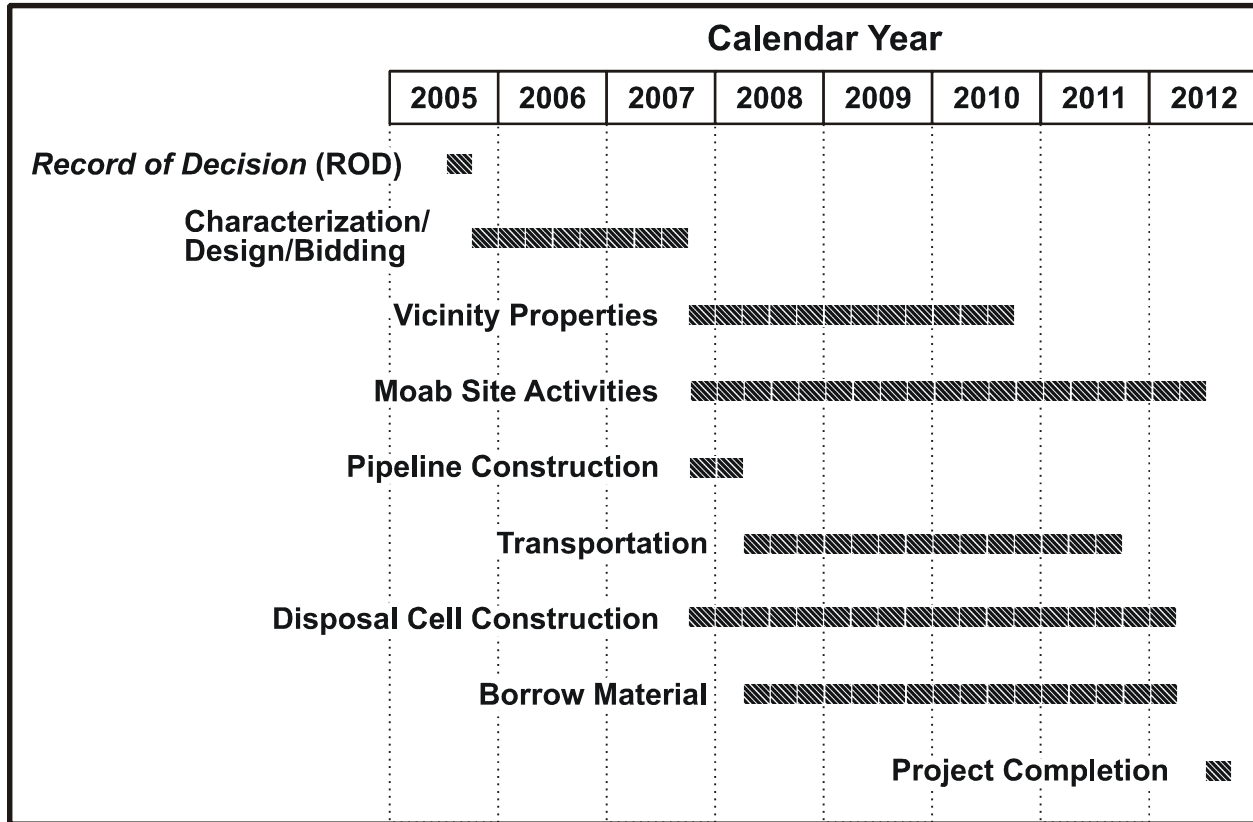 Calendar Year
2005 2006 2007 2008 2009 2010 2011 2012
Record of Decision (ROD)
Characterization/
Design/Bidding
Vicinity Properties
Moab Site Activities
Pipeline Construction
Transportation
Disposal Cell Construction
Borrow Material
Project Completion